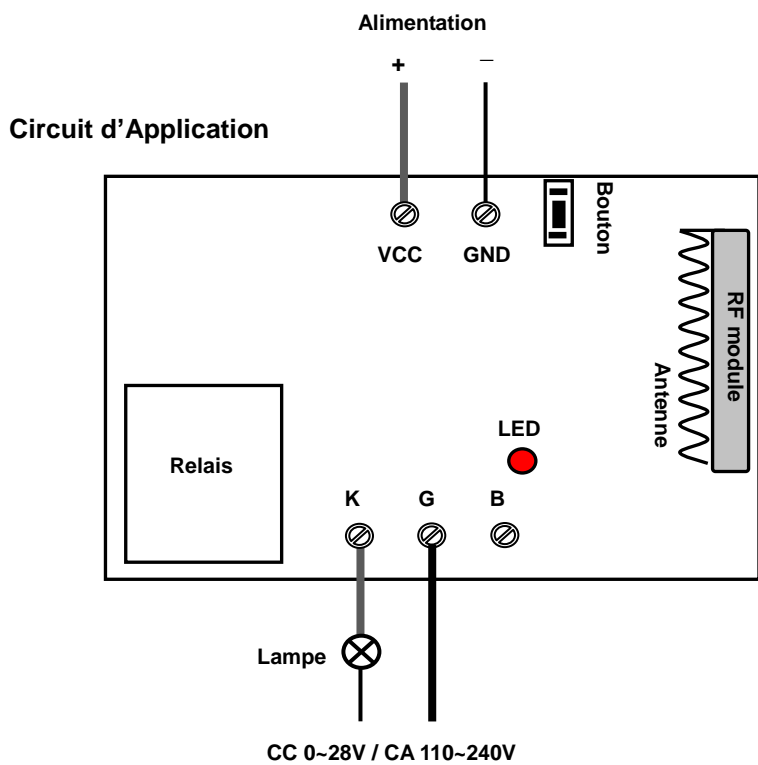 Alimentation
+ –
Circuit d'Application
VCC GND
Bouton
RF module
Antenne
LED
Relais
K G B
Lampe
CC 0~28V / CA 110~240V